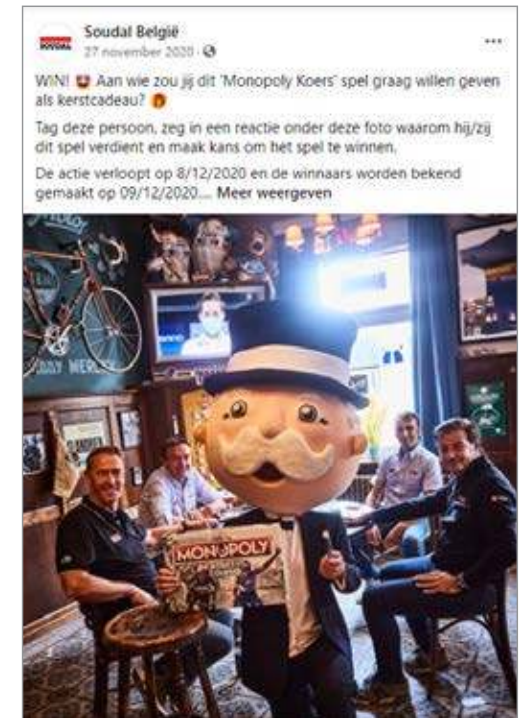 SOUDAL
Soudal België
27 november 2020
WIN! Aan wie zou jij dit 'Monopoly Koers' spel graag willen geven
als kerstcadeau?
Tag deze persoon, zeg in een reactie onder deze foto waarom hij/zij
dit spel verdient en maak kans om het spel te winnen.
De actie verloopt op 8/12/2020 en de winnaars worden bekend
gemaakt op 09/12/2020.... Meer weergeven
MONOPOLY